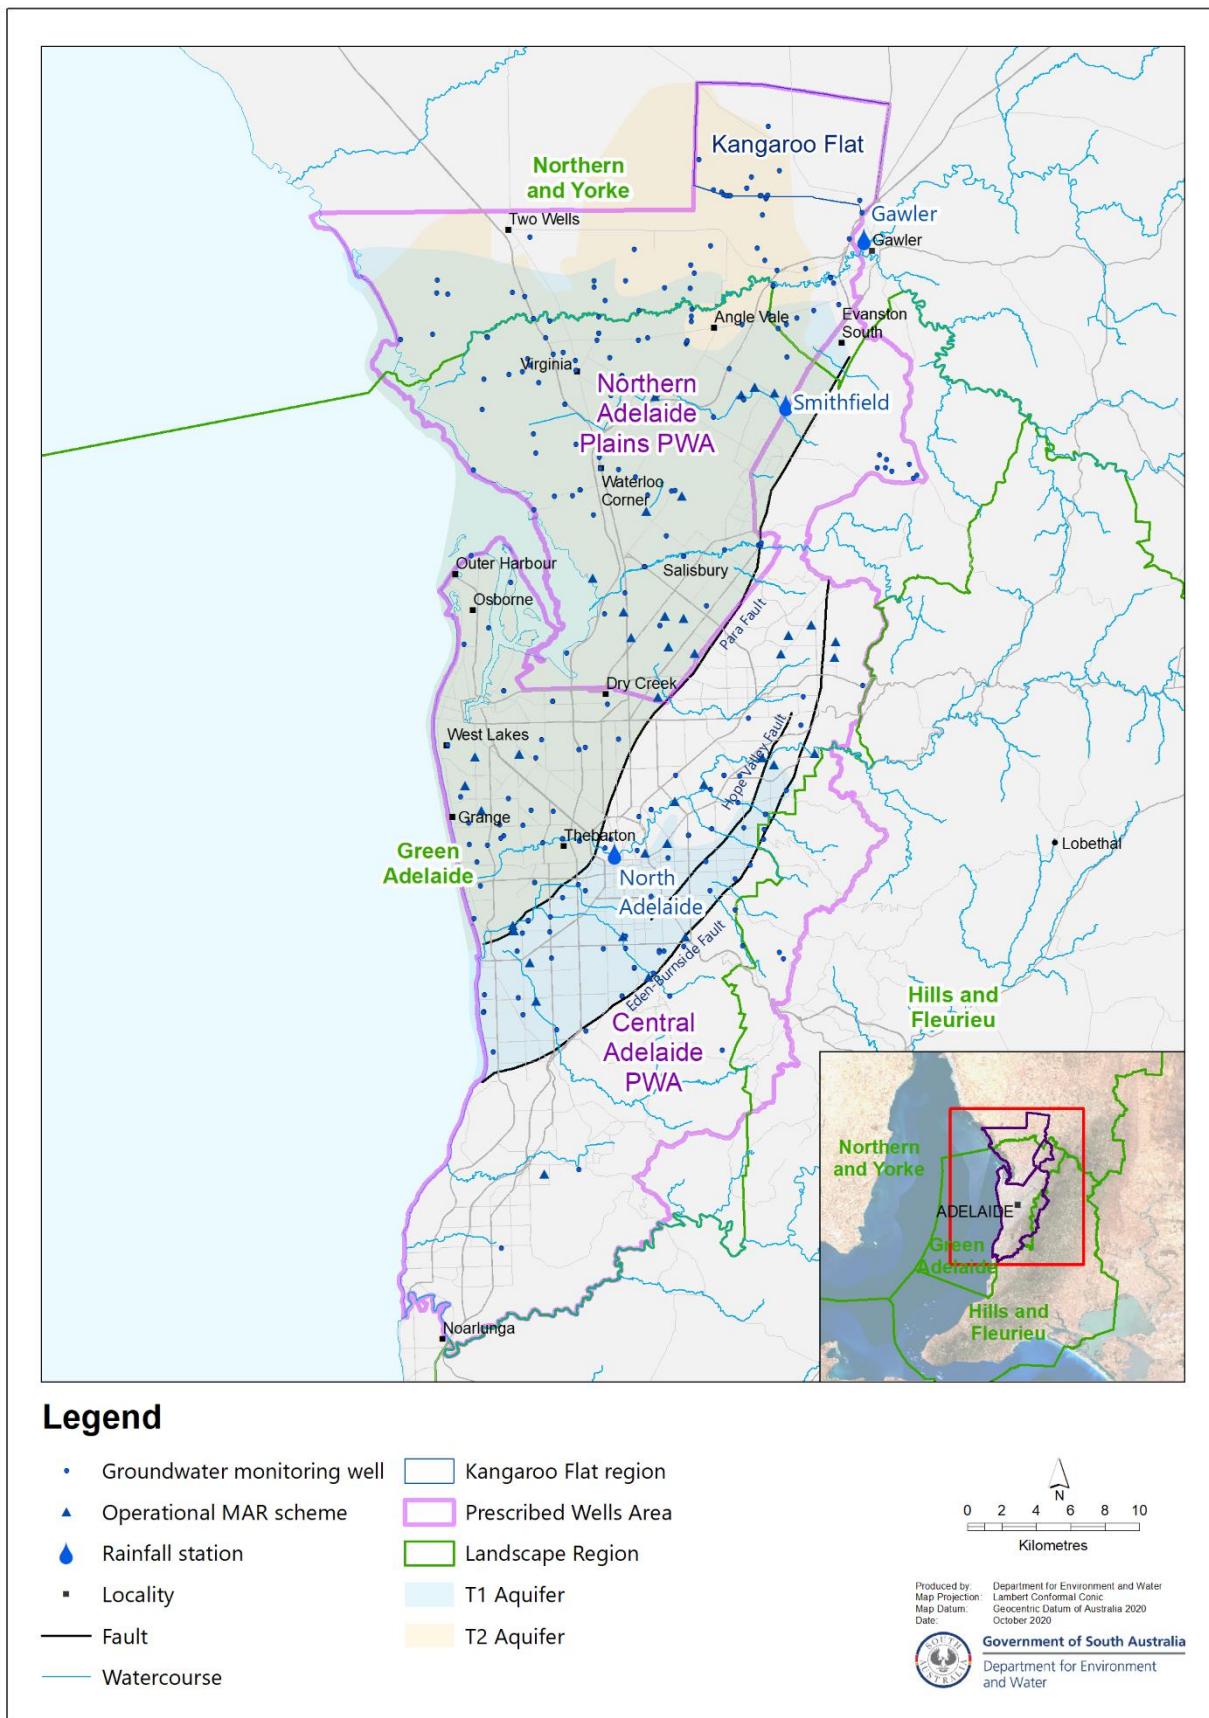 Kangaroo Flat
Northern
and Yorke
Two Wells
Gawler
Gawler
Angle Vale
Evanston
South
Virginia
Northern
Adelaide
Plains PWA
Smithfield
Waterloo
Corner
Outer Harbour
Salisbury
Osborne
Para Fault
Dry Creek
West Lakes
Hope Valley Fault
Grange
Thebarton
Lobethal
Green
Adelaide
North
Adelaide
Eden-Burnside Fault
Hills and
Fleurieu
Central
Adelaide
PWA
Noarlunga
Northern
and Yorke
ADELAIDE
Green
Adelaide
Hills and
Fleurieu
Legend
Groundwater monitoring well
Operational MAR scheme
Rainfall station
Locality
Fault
Watercourse
Kangaroo Flat region
Prescribed Wells Area
Landscape Region
T1 Aquifer
T2 Aquifer
N
0 2 4 6 8 10
Kilometres
Produced by: Department for Environment and Water
Map Projection: Lambert Conformal Conic
Map Datum: Geocentric Datum of Australia 2020
Date: October 2020
SOUTH AUSTRALIA
Government of South Australia
Department for Environment
and Water